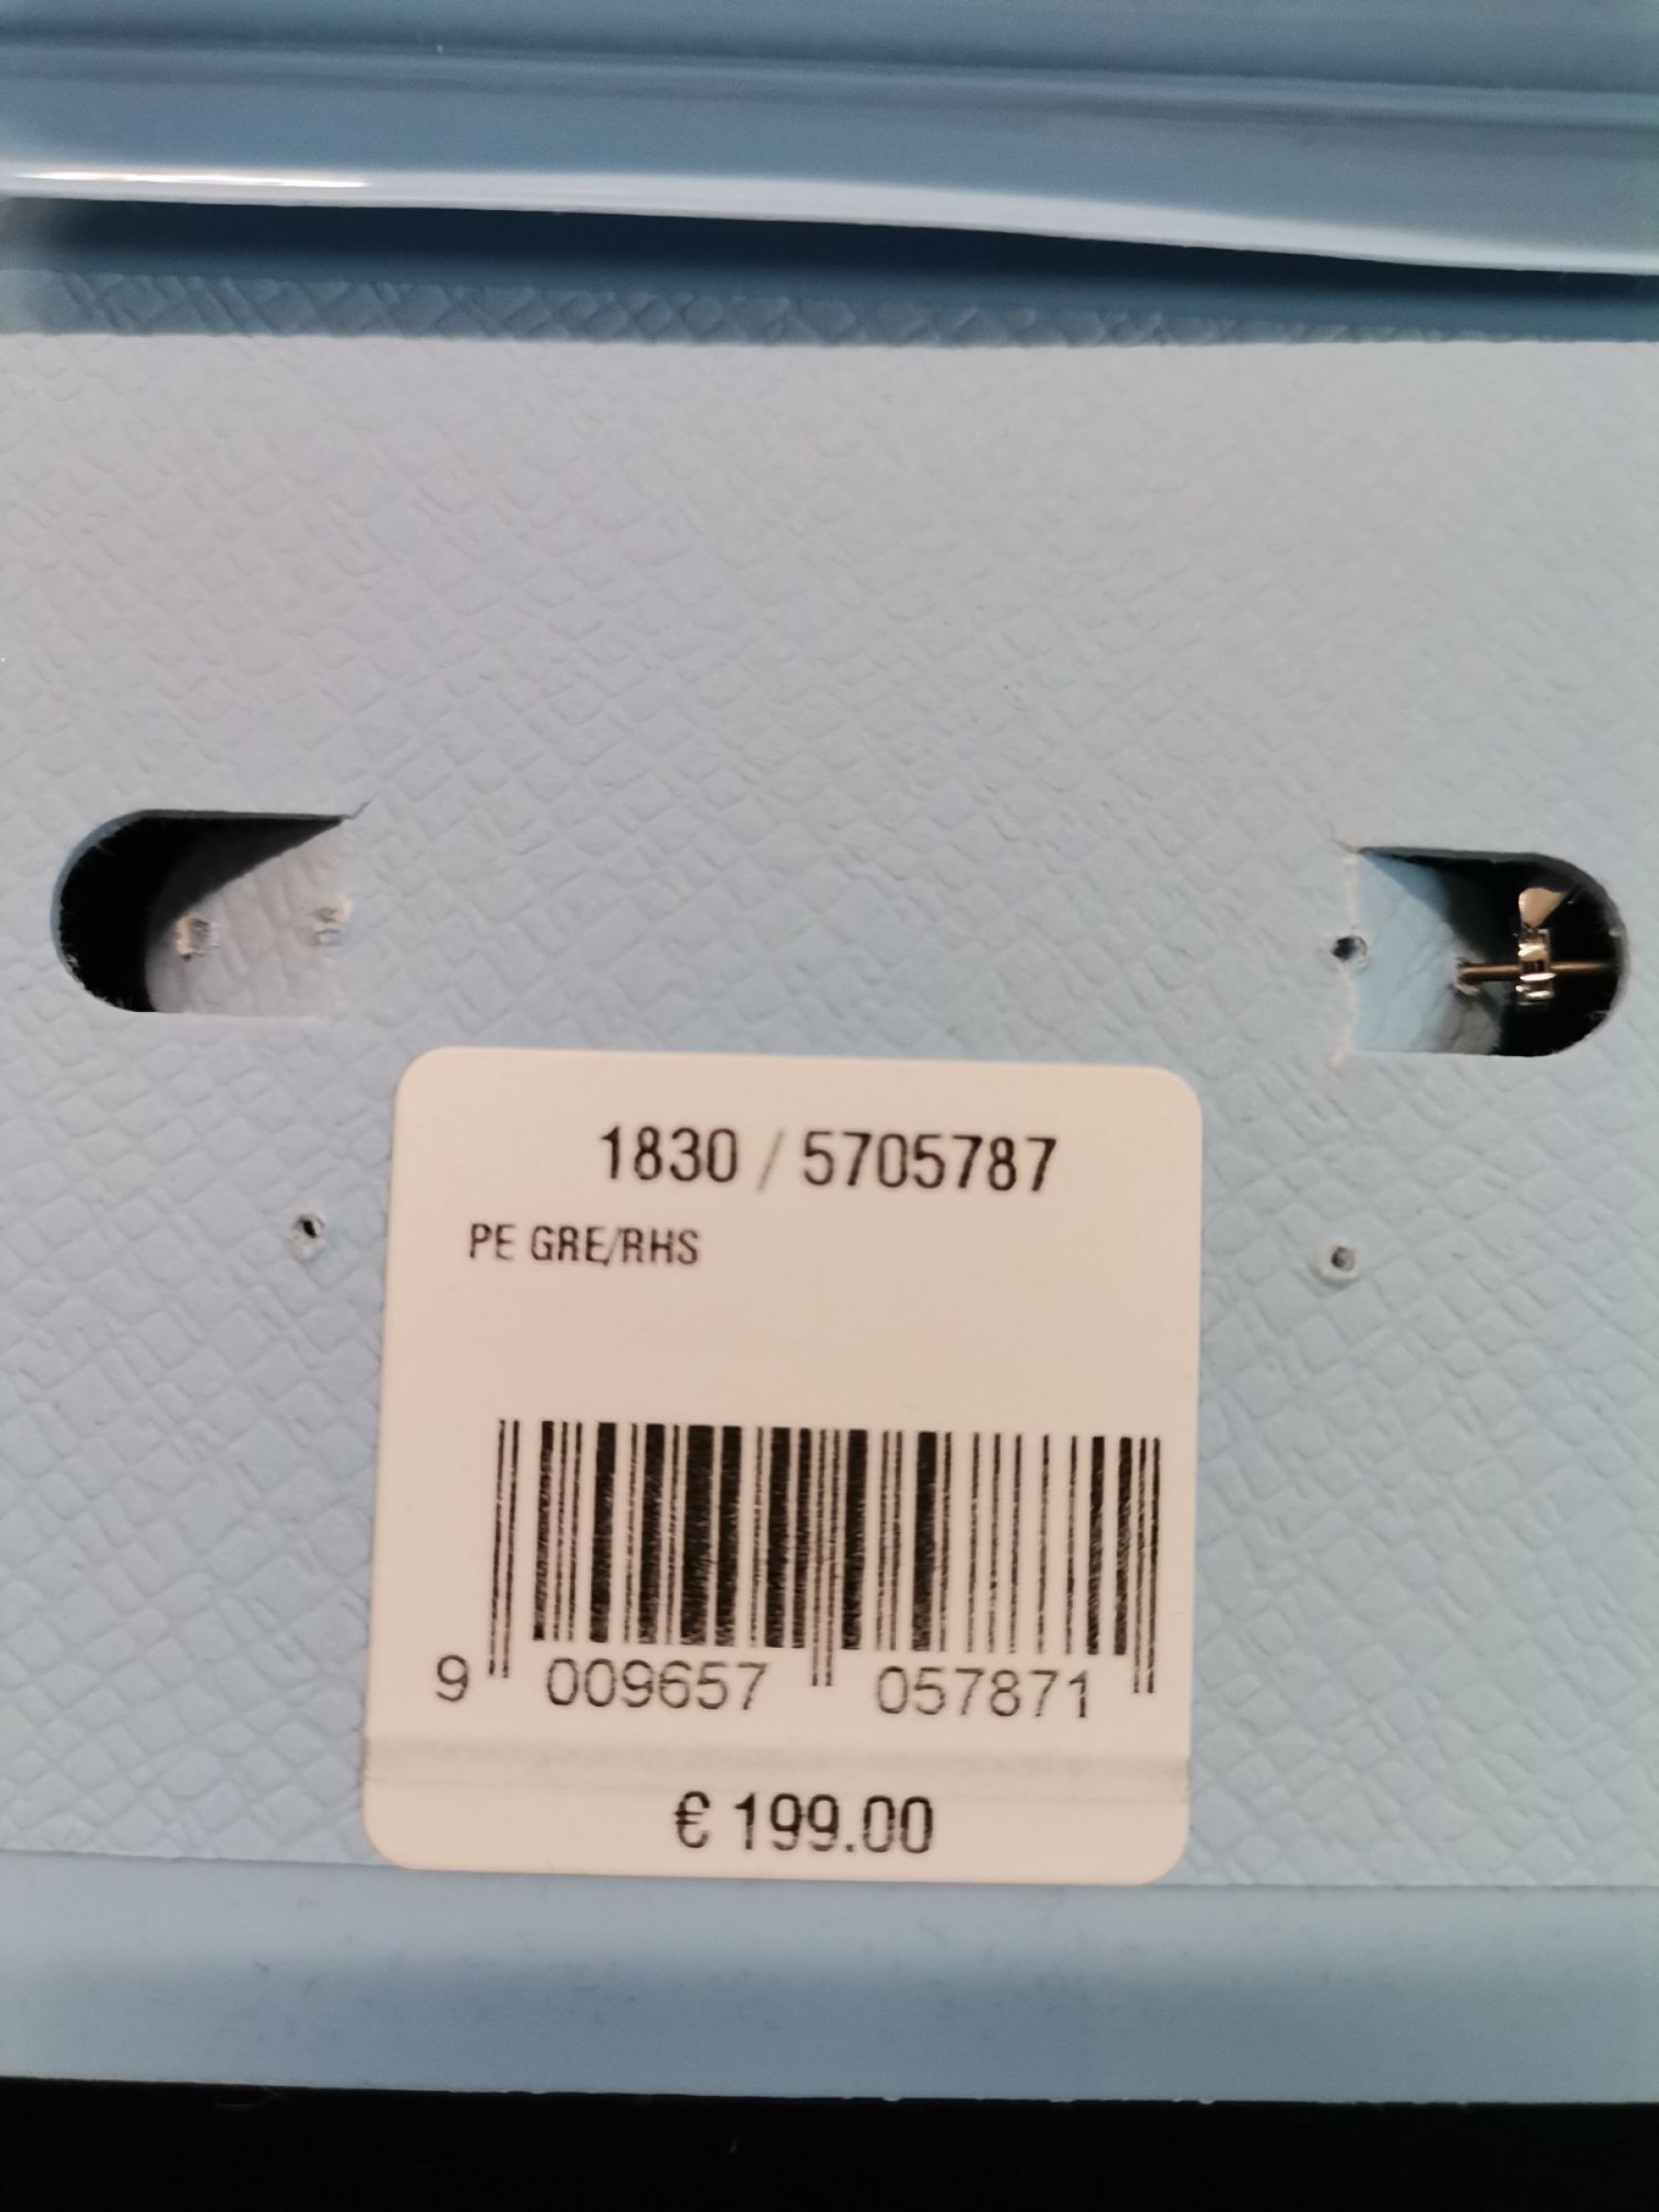 1830 / 5705787
PE GRE/RHS
9 009657 057871
€ 199.00